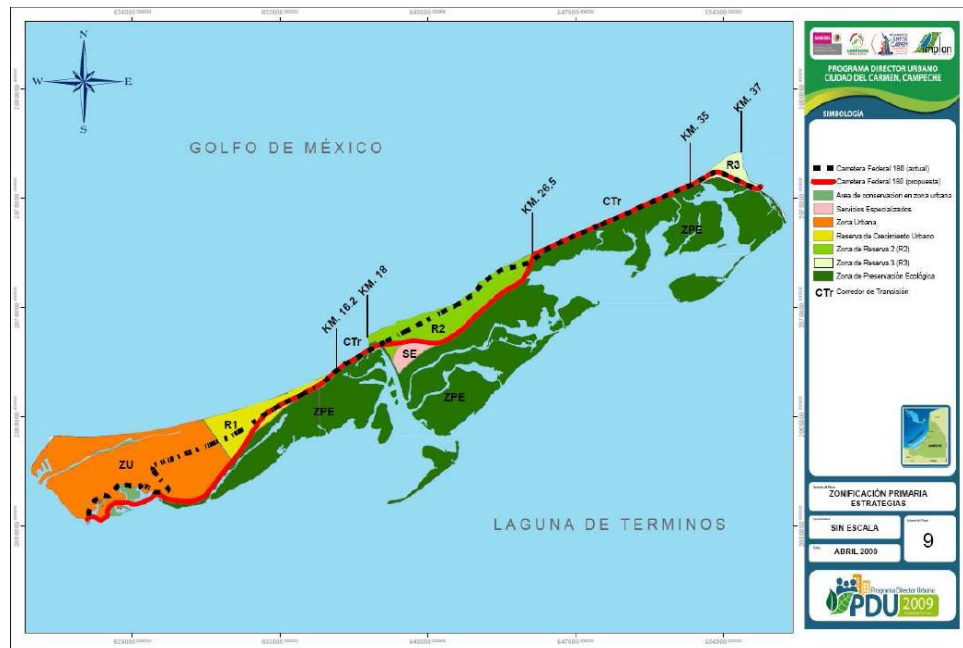 N
W
E
S
GOLFO DE MÉXICO
LAGUNA DE TERMINOS
KM. 16.2
KM. 18
KM. 26.5
KM. 35
KM. 37
CTr
CTr
R1
R2
R3
SE
ZU
ZPE
ZPE
ZPE
implan
PROGRAMA DIRECTOR URBANO
CIUDAD DEL CARMEN, CAMPECHE
SIMBOLOGÍA
Carretera Federal 180 (actual)
Carretera Federal 180 (propuesta)
Area de conservacion en zona urbana
Servicios Especializados
Zona Urbana
Reserva de Crecimiento Urbano
Zona de Reserva 2 (R2)
Zona de Reserva 3 (R3)
Zona de Preservación Ecológica
CTr Corredor de Transición
ZONIFICACIÓN PRIMARIA
ESTRATEGIAS
SIN ESCALA
ABRIL 2009
9
Programa Director Urbano
PDU 2009